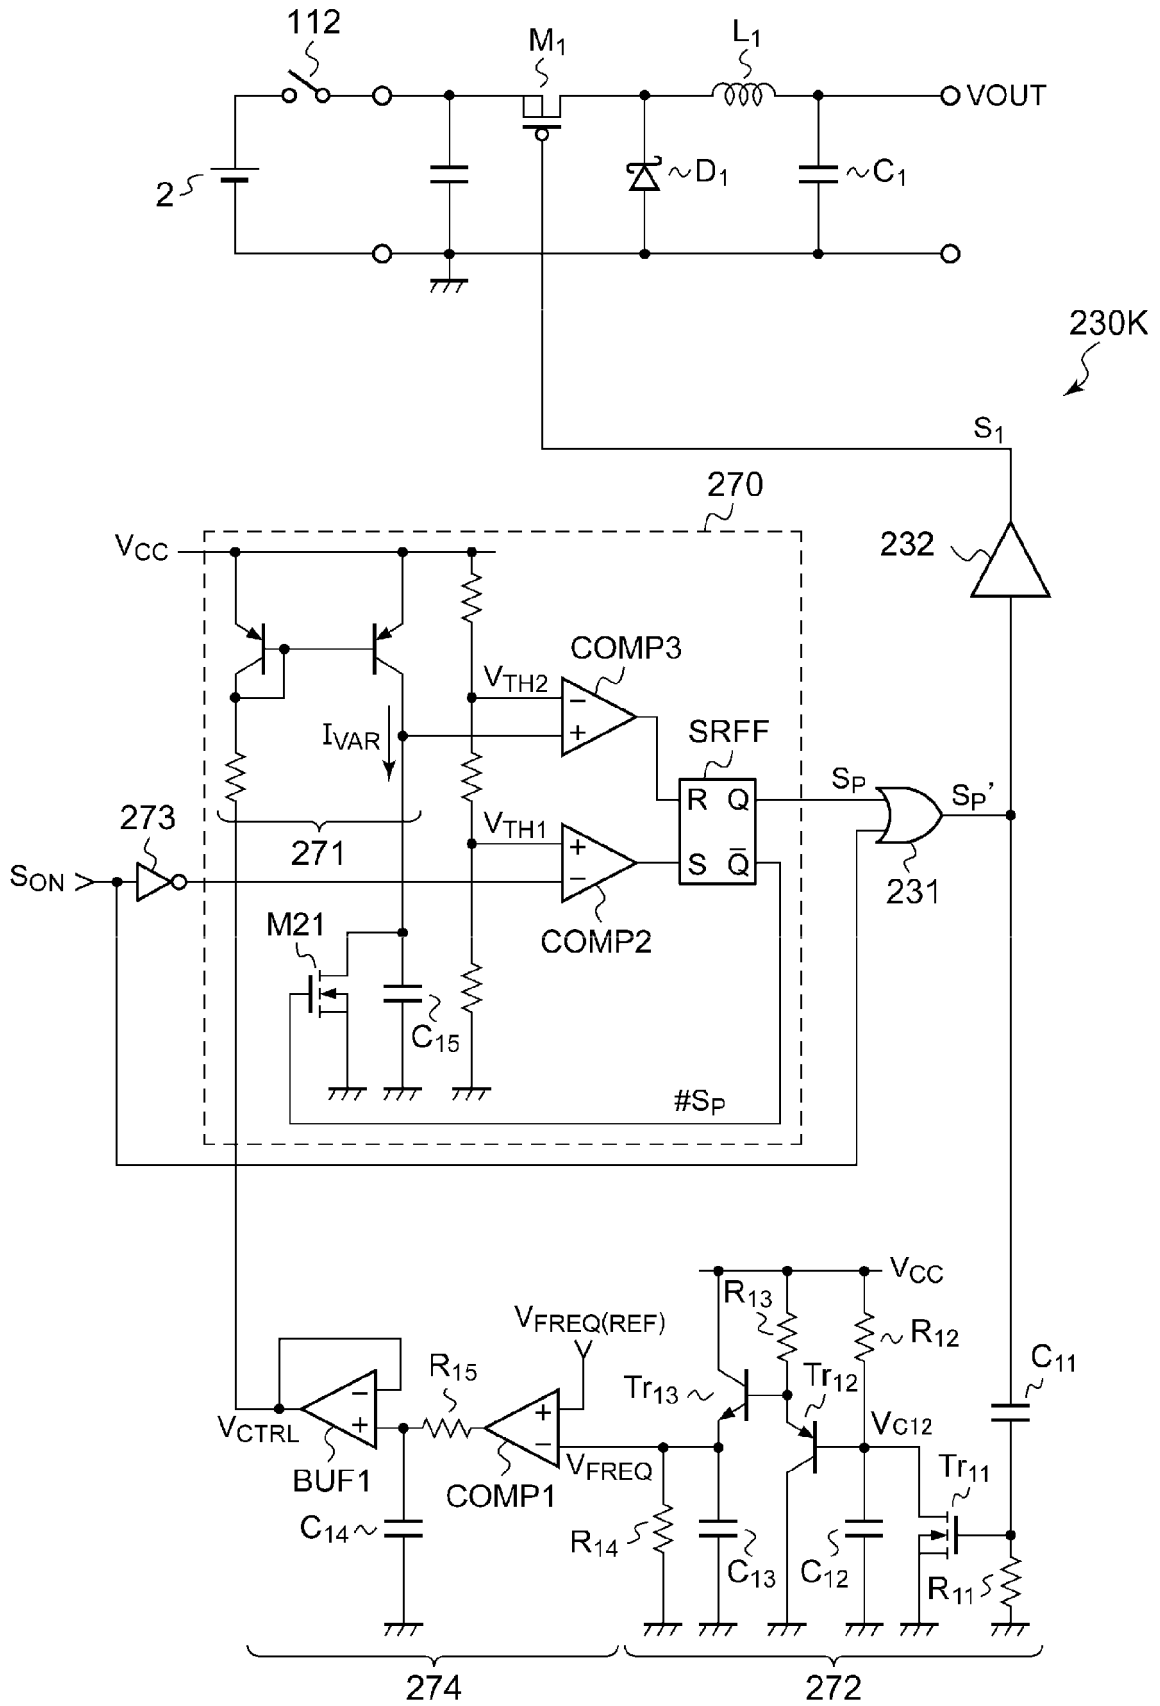 112
M1
L1
VOUT
2
D1
C1
230K
S1
270
VCC
232
COMP3
VTH2
IVAR
SRFF
R Q
SP
SP'
273
271
VTH1
S Q̅
SON
231
M21
COMP2
C15
#SP
VCC
R13
VFREQ(REF)
R12
C11
R15
Tr13
Tr12
VC12
VCTRL
BUF1
VFREQ
COMP1
Tr11
C14
R14
C13
C12
R11
274
272